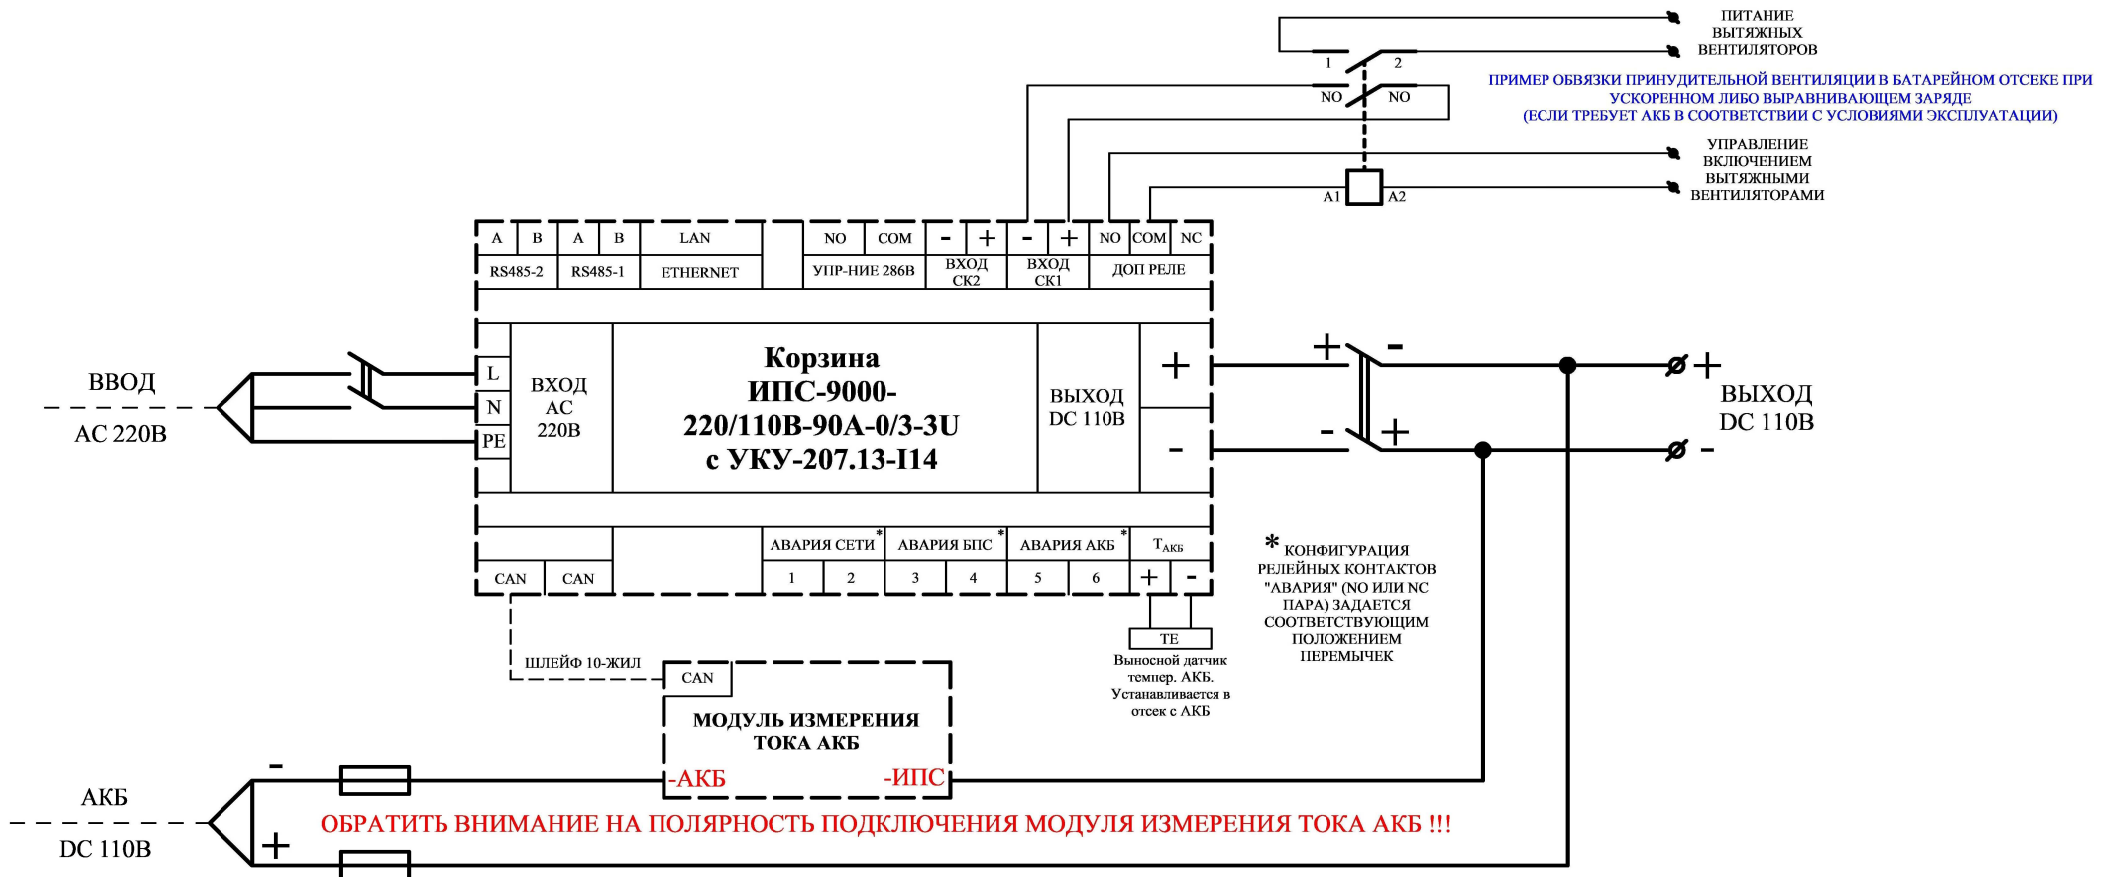 ПИТАНИЕ
ВЫТЯЖНЫХ
ВЕНТИЛЯТОРОВ
1 2
NO NO
ПРИМЕР ОБВЯЗКИ ПРИНУДИТЕЛЬНОЙ ВЕНТИЛЯЦИИ В БАТАРЕЙНОМ ОТСЕКЕ ПРИ
УСКОРЕННОМ ЛИБО ВЫРАВНИВАЮЩЕМ ЗАРЯДЕ
(ЕСЛИ ТРЕБУЕТ АКБ В СООТВЕТСТВИИ С УСЛОВИЯМИ ЭКСПЛУАТАЦИИ)
УПРАВЛЕНИЕ
ВКЛЮЧЕНИЕМ
ВЫТЯЖНЫМИ
ВЕНТИЛЯТОРАМИ
A1 A2
A B A B LAN NO COM - + - + NO COM NC
RS485-2 RS485-1 ETHERNET УПР-НИЕ 286В ВХОД СК2 ВХОД СК1 ДОП РЕЛЕ
ВВОД
AC 220В
L
N
PE
ВХОД
AC
220В
Корзина
ИПС-9000-
220/110В-90А-0/3-3U
с УКУ-207.13-I14
ВЫХОД
DC 110В
+
-
+ -
- +
+
-
ВЫХОД
DC 110В
АВАРИЯ СЕТИ* АВАРИЯ БПС* АВАРИЯ АКБ* ТАКБ
CAN CAN 1 2 3 4 5 6 + -
* КОНФИГУРАЦИЯ
РЕЛЕЙНЫХ КОНТАКТОВ
"АВАРИЯ" (NO ИЛИ NC
ПАРА) ЗАДАЕТСЯ
СООТВЕТСТВУЮЩИМ
ПОЛОЖЕНИЕМ
ПЕРЕМЫЧЕК
TE
Выносной датчик
темпер. АКБ.
Устанавливается в
отсек с АКБ
ШЛЕЙФ 10-ЖИЛ
CAN
МОДУЛЬ ИЗМЕРЕНИЯ
ТОКА АКБ
-АКБ -ИПС
-
АКБ
DC 110В
+
ОБРАТИТЬ ВНИМАНИЕ НА ПОЛЯРНОСТЬ ПОДКЛЮЧЕНИЯ МОДУЛЯ ИЗМЕРЕНИЯ ТОКА АКБ !!!